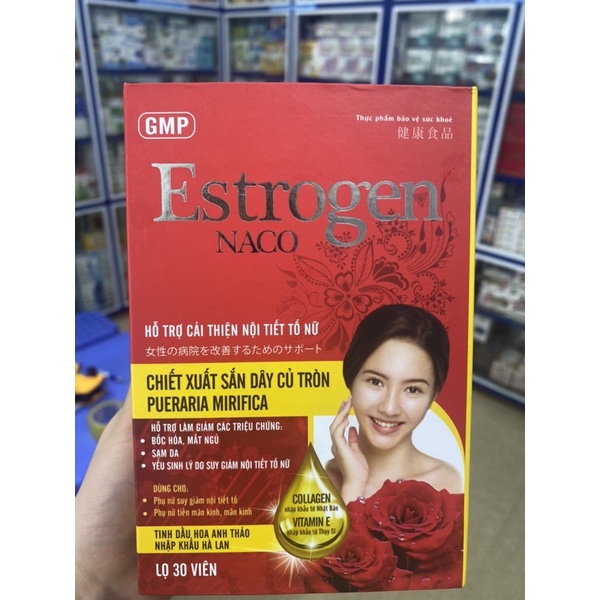 GMP
Thực phẩm bảo vệ sức khoẻ
健康食品
Estrogen
NACO
HỖ TRỢ CẢI THIỆN NỘI TIẾT TỐ NỮ
女性の病院を改善するためのサポート
CHIẾT XUẤT SẮN DÂY CỦ TRÒN
PUERARIA MIRIFICA
HỖ TRỢ LÀM GIẢM CÁC TRIỆU CHỨNG:
• BỐC HỎA, MẤT NGỦ
• SẠM DA
• YẾU SINH LÝ DO SUY GIẢM NỘI TIẾT TỐ NỮ
DÙNG CHO:
• Phụ nữ suy giảm nội tiết tố
• Phụ nữ tiền mãn kinh, mãn kinh
COLLAGEN
nhập khẩu từ Nhật Bản
VITAMIN E
nhập khẩu từ Thụy Sĩ
TINH DẦU HOA ANH THẢO
NHẬP KHẨU HÀ LAN
LỌ 30 VIÊN